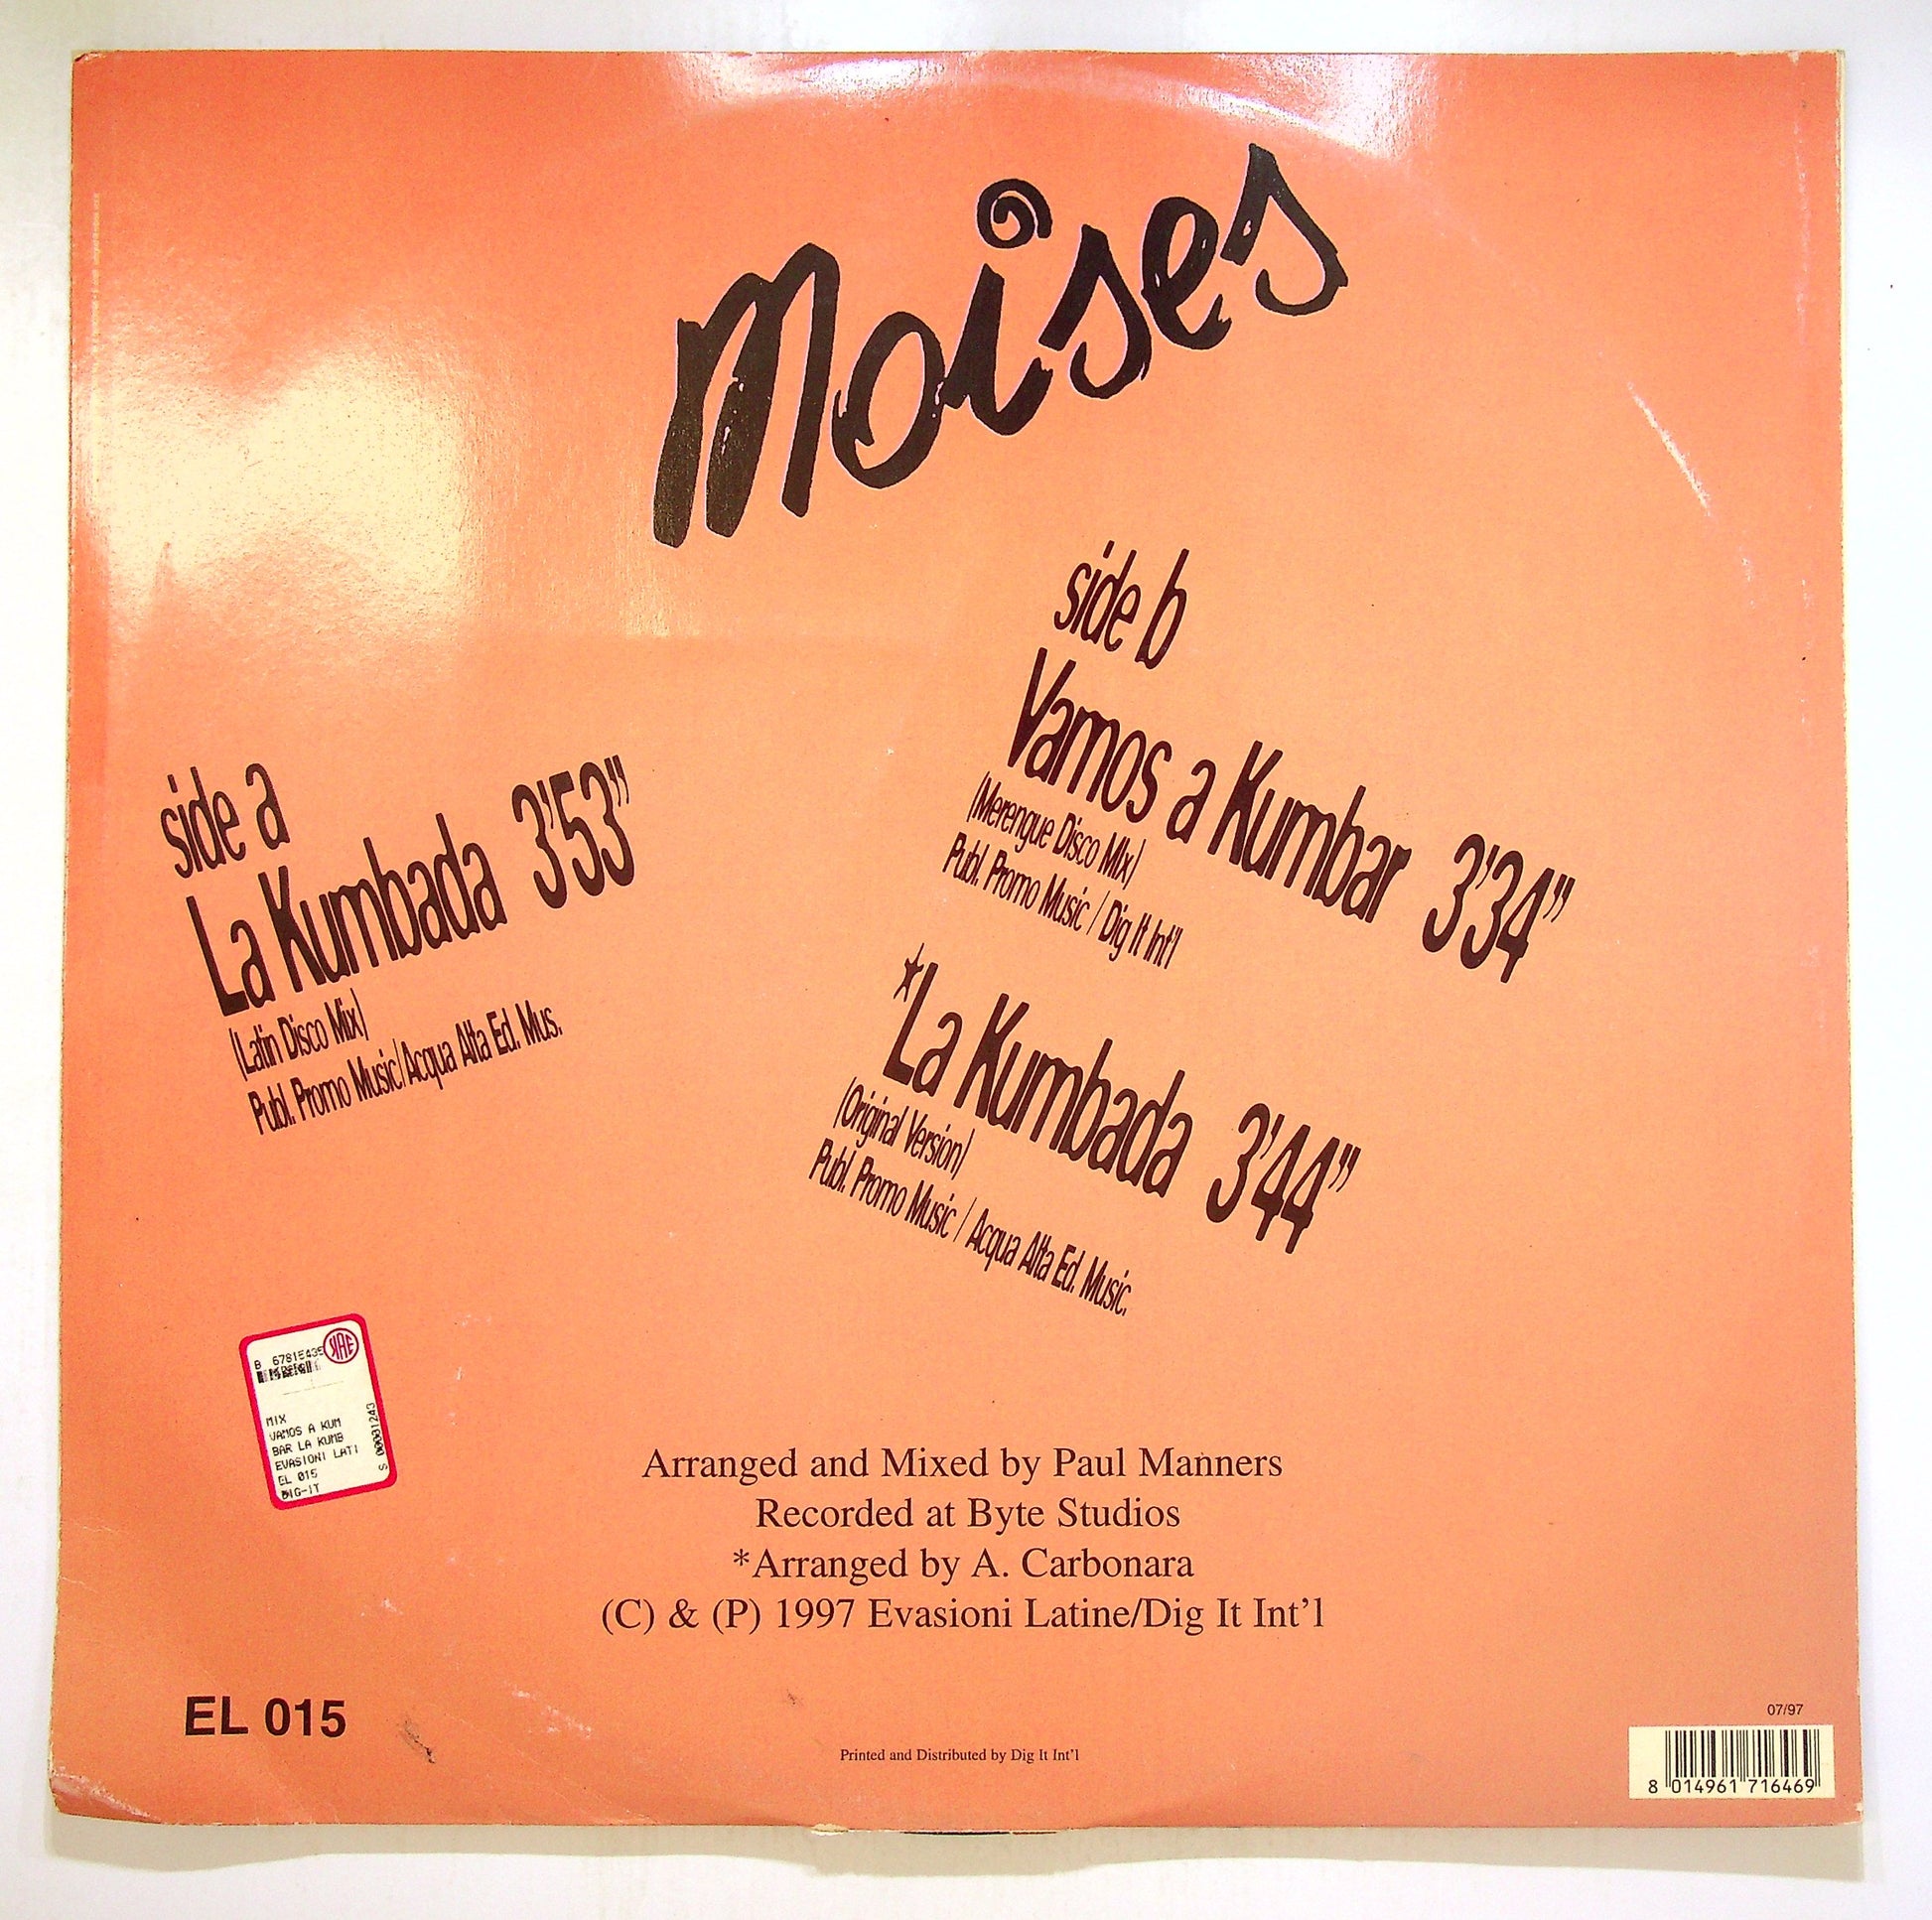 Moises
side a
La Kumbada 3'53"
(Latin Disco Mix)
Publ. Promo Music/Acqua Alta Ed. Mus.
side b
Vamos a Kumbar 3'34"
(Merengue Disco Mix)
Publ. Promo Music / Dig It Int'l
*La Kumbada 3'44"
(Original Version)
Publ. Promo Music / Acqua Alta Ed. Music.
MIX
VAMOS A KUM
BAR LA KUMB
EVASIONI LATI
EL 015
DIG-IT
S 00001243
Arranged and Mixed by Paul Manners
Recorded at Byte Studios
*Arranged by A. Carbonara
(C) & (P) 1997 Evasioni Latine/Dig It Int'l
EL 015
Printed and Distributed by Dig It Int'l
07/97
8 014961 716469